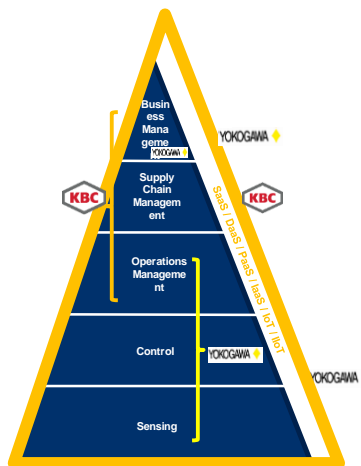 Busin
ess
Mana
geme
YOKOGAWA
YOKOGAWA
Supply
Chain
Managem
ent
KBC
KBC
SaaS / DaaS / PaaS / IaaS / IoT / IIoT
Operations
Manageme
nt
Control
YOKOGAWA
YOKOGAWA
Sensing